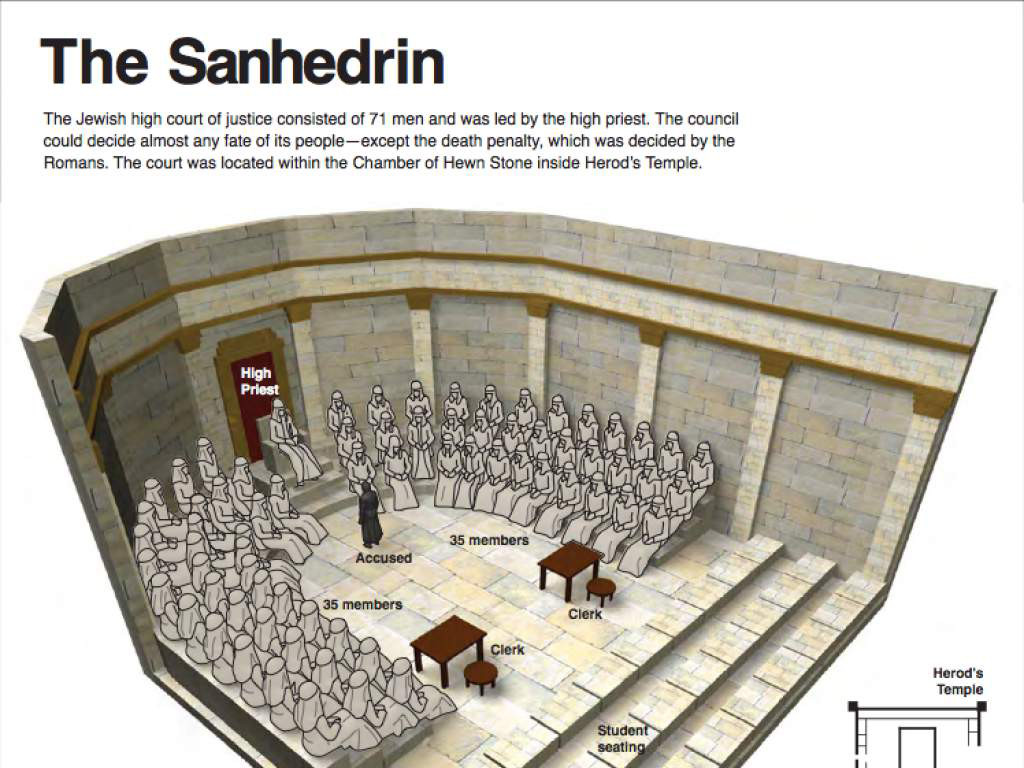 The Sanhedrin
The Jewish high court of justice consisted of 71 men and was led by the high priest. The council
could decide almost any fate of its people—except the death penalty, which was decided by the
Romans. The court was located within the Chamber of Hewn Stone inside Herod's Temple.
High
Priest
35 members
Accused
35 members
Clerk
Clerk
Herod's
Temple
Student
seating